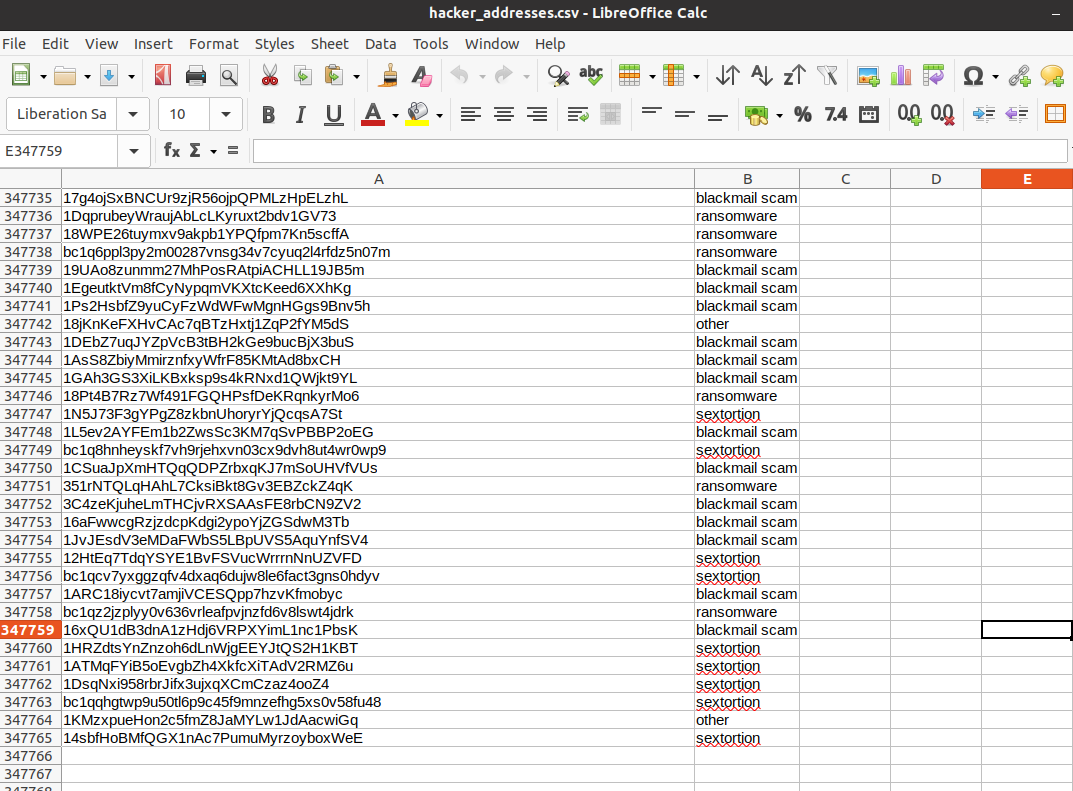 hacker_addresses.csv - LibreOffice Calc
File Edit View Insert Format Styles Sheet Data Tools Window Help
Liberation Sa 10 B I U A % 7.4
E347759 fx Σ =
A B C D E
347735 17g4ojSxBNCUr9zjR56ojpQPMLzHpELzhL blackmail scam
347736 1DqprubeyWraujAbLcLKyruxt2bdv1GV73 ransomware
347737 18WPE26tuymxv9akpb1YPQfpm7Kn5scffA ransomware
347738 bc1q6ppl3py2m00287vnsg34v7cyuq2l4rfdz5n07m ransomware
347739 19UAo8zunmm27MhPosRAtpiACHLL19JB5m blackmail scam
347740 1EgeutktVm8fCyNypqmVKXtcKeed6XXhKg blackmail scam
347741 1Ps2HsbfZ9yuCyFzWdWFwMgnHGgs9Bnv5h blackmail scam
347742 18jKnKeFXHvCAc7qBTzHxtj1ZqP2fYM5dS other
347743 1DEbZ7uqJYZpVcB3tBH2kGe9bucBjX3buS blackmail scam
347744 1AsS8ZbiyMmirznfxyWfrF85KMtAd8bxCH blackmail scam
347745 1GAh3GS3XiLKBxksp9s4kRNxd1QWjkt9YL blackmail scam
347746 18Pt4B7Rz7Wf491FGQHPsfDeKRqnkyrMo6 ransomware
347747 1N5J73F3gYPgZ8zkbnUhoryrYjQcqsA7St sextortion
347748 1L5ev2AYFEm1b2ZwsSc3KM7qSvPBBP2oEG blackmail scam
347749 bc1q8hnheyskf7vh9rjehxvn03cx9dvh8ut4wr0wp9 sextortion
347750 1CSuaJpXmHTQqQDPZrbxqKJ7mSoUHVfVUs blackmail scam
347751 351rNTQLqHAhL7CksiBkt8Gv3EBZckZ4qK ransomware
347752 3C4zeKjuheLmTHCjvRXSAAsFE8rbCN9ZV2 blackmail scam
347753 16aFwwcgRzjzdcpKdgi2ypoYjZGSdwM3Tb blackmail scam
347754 1JvJEsdV3eMDaFWbS5LBpUVS5AquYnfSV4 blackmail scam
347755 12HtEq7TdqYSYE1BvFSVucWrrrnNnUZVFD sextortion
347756 bc1qcv7yxggzqfv4dxaq6dujw8le6fact3gns0hdyv sextortion
347757 1ARC18iycvt7amjiVCESQpp7hzvKfmobyc blackmail scam
347758 bc1qz2jzplyy0v636vrleafpvjnzfd6v8lswt4jdrk ransomware
347759 16xQU1dB3dnA1zHdj6VRPXYimL1nc1PbsK blackmail scam
347760 1HRZdtsYnZnzoh6dLnWjgEEYJtQS2H1KBT sextortion
347761 1ATMqFYiB5oEvgbZh4XkfcXiTAdV2RMZ6u sextortion
347762 1DsqNxi958rbrJifx3ujxqXCmCzaz4ooZ4 sextortion
347763 bc1qqhgtwp9u50tl6p9c45f9mnzefhg5xs0v58fu48 sextortion
347764 1KMzxpueHon2c5fmZ8JaMYLw1JdAacwiGq other
347765 14sbfHoBMfQGX1nAc7PumuMyrzoyboxWeE sextortion
347766
347767
347768